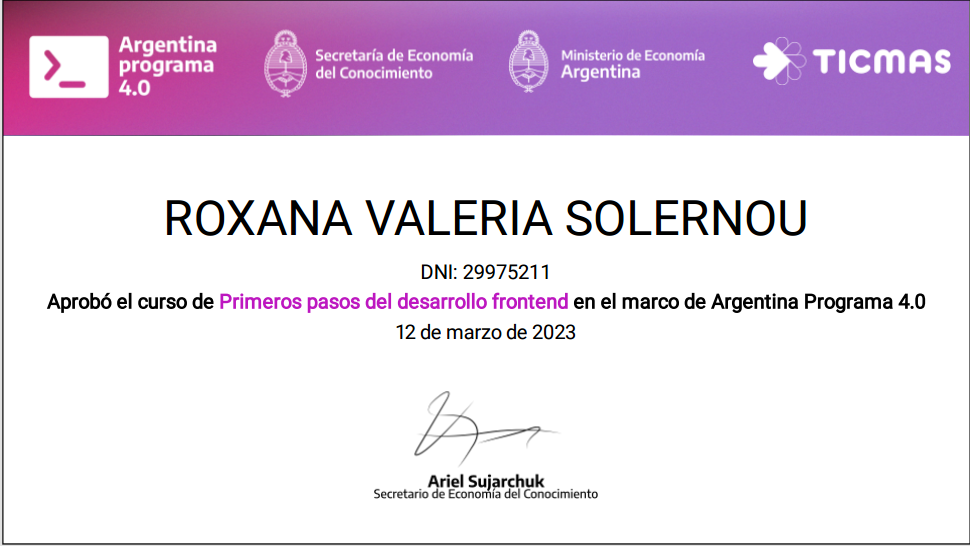 Argentina
programa
4.0
Secretaría de Economía
del Conocimiento
Ministerio de Economía
Argentina
TICMAS
ROXANA VALERIA SOLERNOU
DNI: 29975211
Aprobó el curso de Primeros pasos del desarrollo frontend en el marco de Argentina Programa 4.0
12 de marzo de 2023
Ariel Sujarchuk
Secretario de Economía del Conocimiento